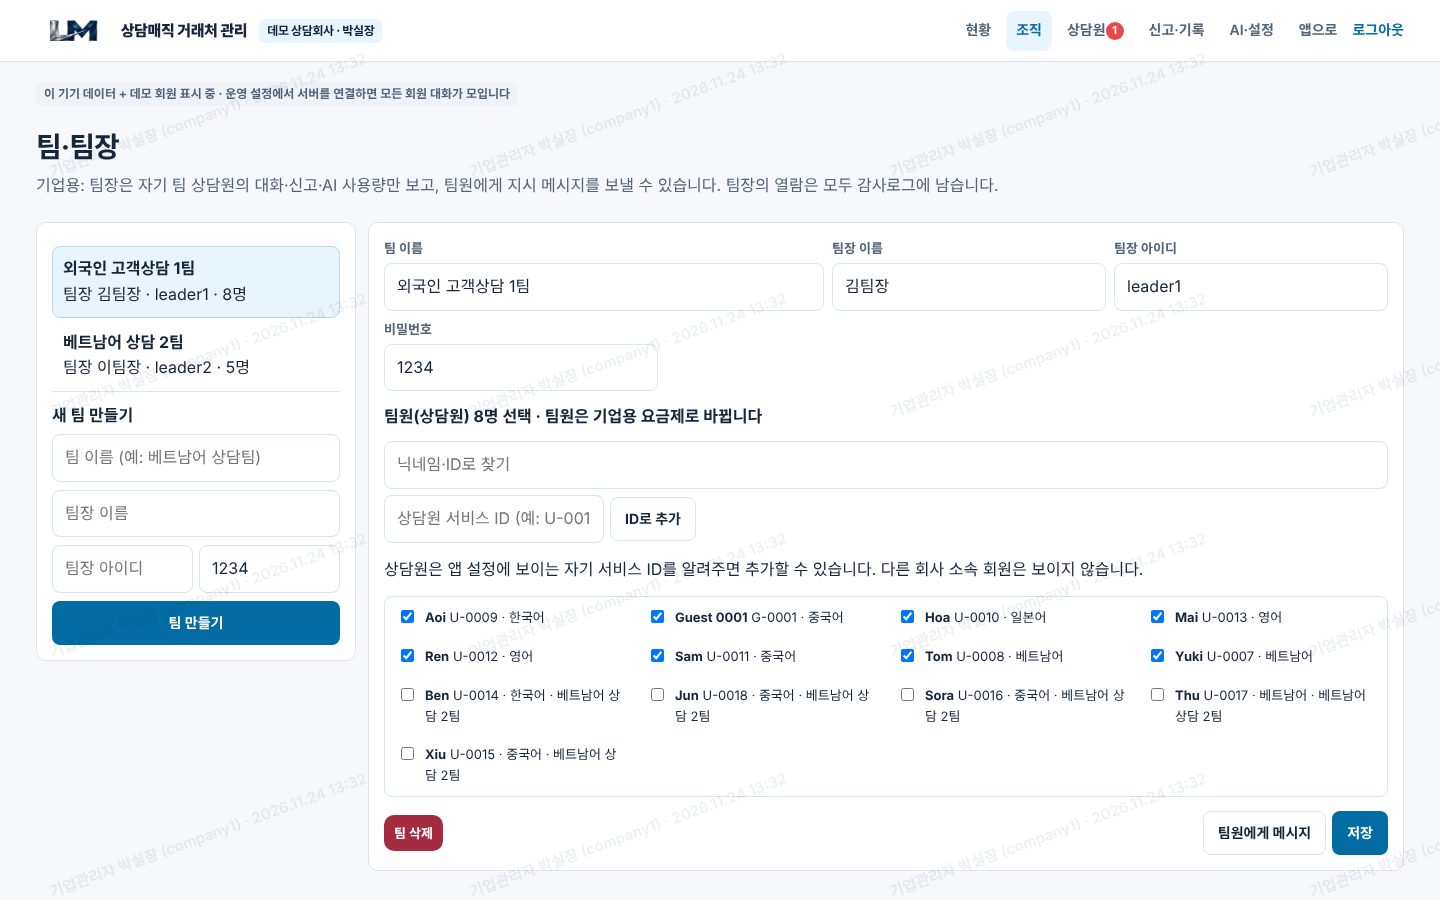 LM 상담매직 거래처 관리 데모 상담회사 · 박실장 현황 조직 상담원 1 신고·기록 AI·설정 앱으로 로그아웃
이 기기 데이터 + 데모 회원 표시 중 · 운영 설정에서 서버를 연결하면 모든 회원 대화가 모입니다
팀·팀장
기업용: 팀장은 자기 팀 상담원의 대화·신고·AI 사용량만 보고, 팀원에게 지시 메시지를 보낼 수 있습니다. 팀장의 열람은 모두 감사로그에 남습니다.
외국인 고객상담 1팀
팀장 김팀장 · leader1 · 8명
베트남어 상담 2팀
팀장 이팀장 · leader2 · 5명
새 팀 만들기
팀 이름 (예: 베트남어 상담팀)
팀장 이름
팀장 아이디 1234
팀 만들기
팀 이름 팀장 이름 팀장 아이디
외국인 고객상담 1팀 김팀장 leader1
비밀번호
1234
팀원(상담원) 8명 선택 · 팀원은 기업용 요금제로 바뀝니다
닉네임·ID로 찾기
상담원 서비스 ID (예: U-001 ID로 추가
상담원은 앱 설정에 보이는 자기 서비스 ID를 알려주면 추가할 수 있습니다. 다른 회사 소속 회원은 보이지 않습니다.
Aoi U-0009 · 한국어 Guest 0001 G-0001 · 중국어 Hoa U-0010 · 일본어 Mai U-0013 · 영어
Ren U-0012 · 영어 Sam U-0011 · 중국어 Tom U-0008 · 베트남어 Yuki U-0007 · 베트남어
Ben U-0014 · 한국어 · 베트남어 상담 2팀 Jun U-0018 · 중국어 · 베트남어 상담 2팀 Sora U-0016 · 중국어 · 베트남어 상담 2팀 Thu U-0017 · 베트남어 · 베트남어 상담 2팀
Xiu U-0015 · 중국어 · 베트남어 상담 2팀
팀 삭제 팀원에게 메시지 저장
기업관리자 박실장 (company1) · 2026.11.24 13:32